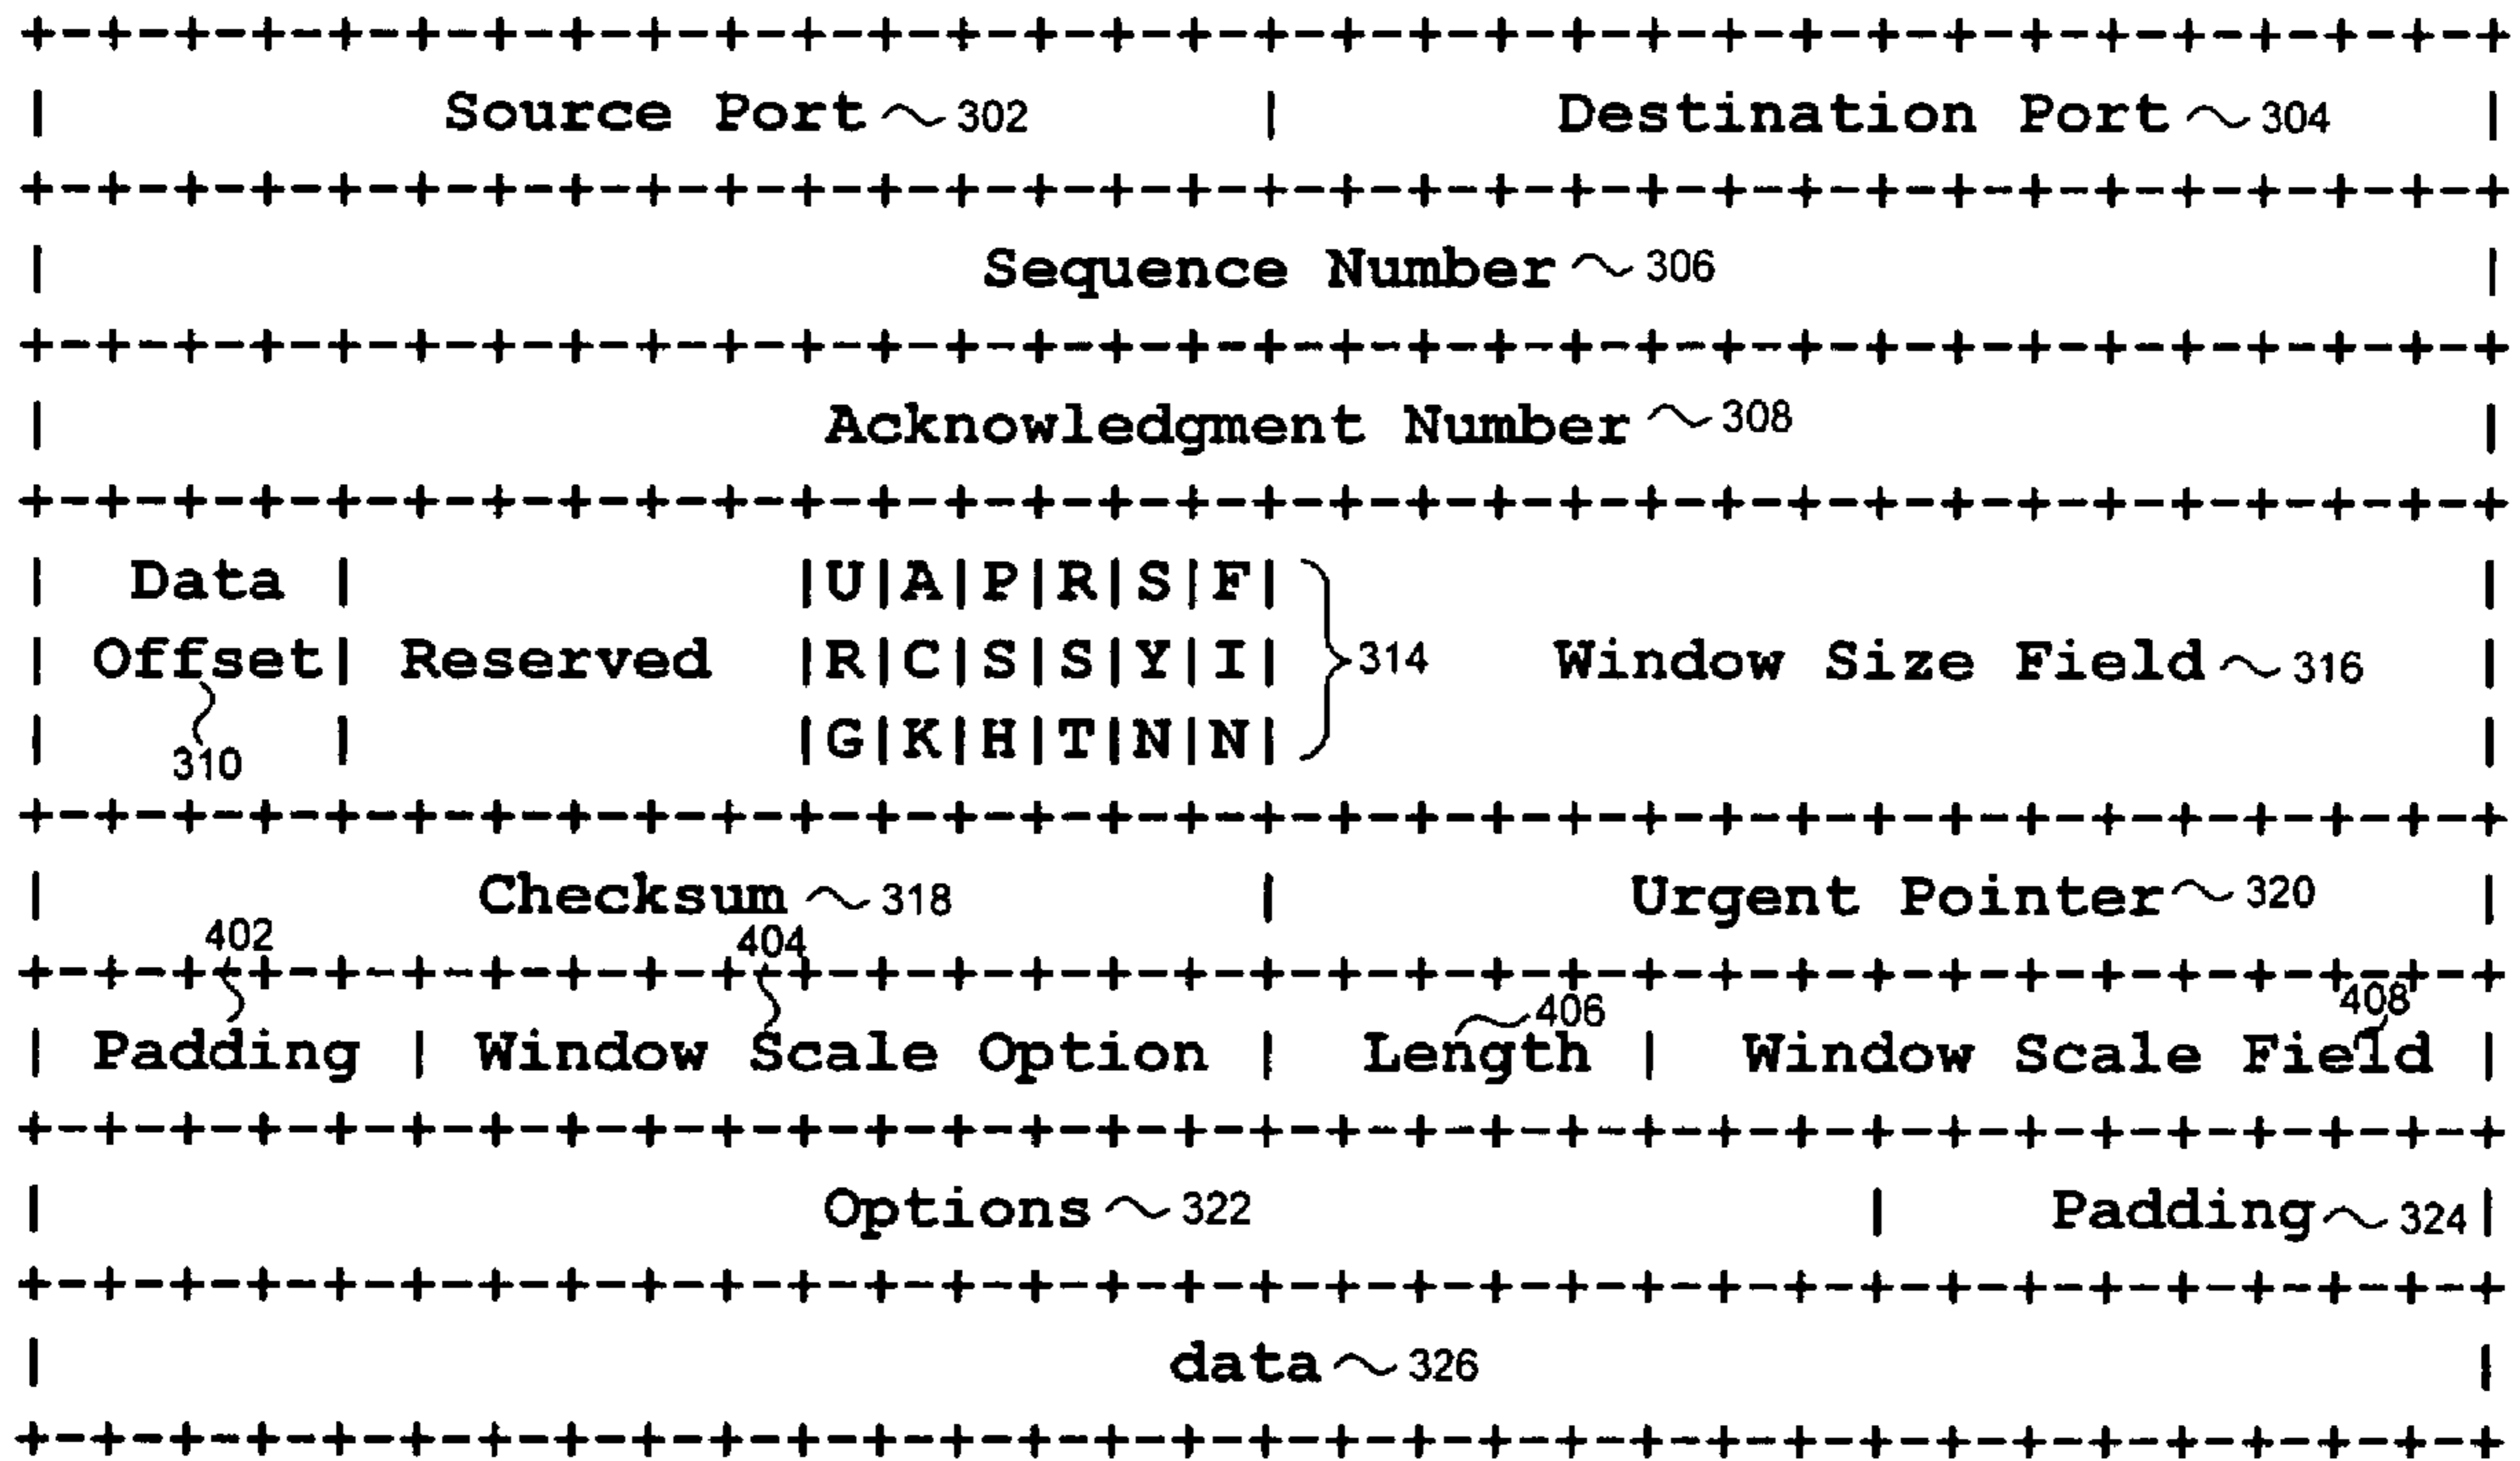 +-+-+-+-+-+-+-+-+-+-+-+-+-+-+-+-+-+-+-+-+-+-+-+-+-+-+-+-+-+-+-+-+
| Source Port ~ 302 | Destination Port ~ 304 |
+-+-+-+-+-+-+-+-+-+-+-+-+-+-+-+-+-+-+-+-+-+-+-+-+-+-+-+-+-+-+-+-+
| Sequence Number ~ 306 |
+-+-+-+-+-+-+-+-+-+-+-+-+-+-+-+-+-+-+-+-+-+-+-+-+-+-+-+-+-+-+-+-+
| Acknowledgment Number ~ 308 |
+-+-+-+-+-+-+-+-+-+-+-+-+-+-+-+-+-+-+-+-+-+-+-+-+-+-+-+-+-+-+-+-+
| Data | |U|A|P|R|S|F| |
| Offset| Reserved |R|C|S|S|Y|I| 314 Window Size Field ~ 316 |
| 310 | |G|K|H|T|N|N| |
+-+-+-+-+-+-+-+-+-+-+-+-+-+-+-+-+-+-+-+-+-+-+-+-+-+-+-+-+-+-+-+-+
| Checksum ~ 318 | Urgent Pointer ~ 320 |
402 404
+-+-+-+-+-+-+-+-+-+-+-+-+-+-+-+-+-+-+-+-+-+-+-+-+-+-+-+-+-+-+-+-+
406 408
| Padding | Window Scale Option | Length | Window Scale Field |
+-+-+-+-+-+-+-+-+-+-+-+-+-+-+-+-+-+-+-+-+-+-+-+-+-+-+-+-+-+-+-+-+
| Options ~ 322 | Padding ~ 324 |
+-+-+-+-+-+-+-+-+-+-+-+-+-+-+-+-+-+-+-+-+-+-+-+-+-+-+-+-+-+-+-+-+
| data ~ 326 |
+-+-+-+-+-+-+-+-+-+-+-+-+-+-+-+-+-+-+-+-+-+-+-+-+-+-+-+-+-+-+-+-+